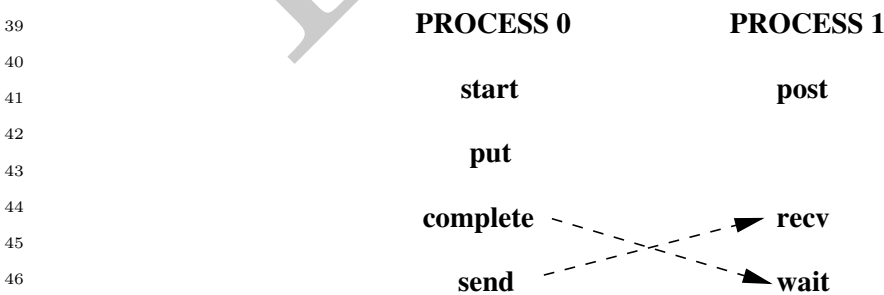 39 PROCESS 0 PROCESS 1
40
41 start post
42
43 put
44 complete recv
45
46 send wait